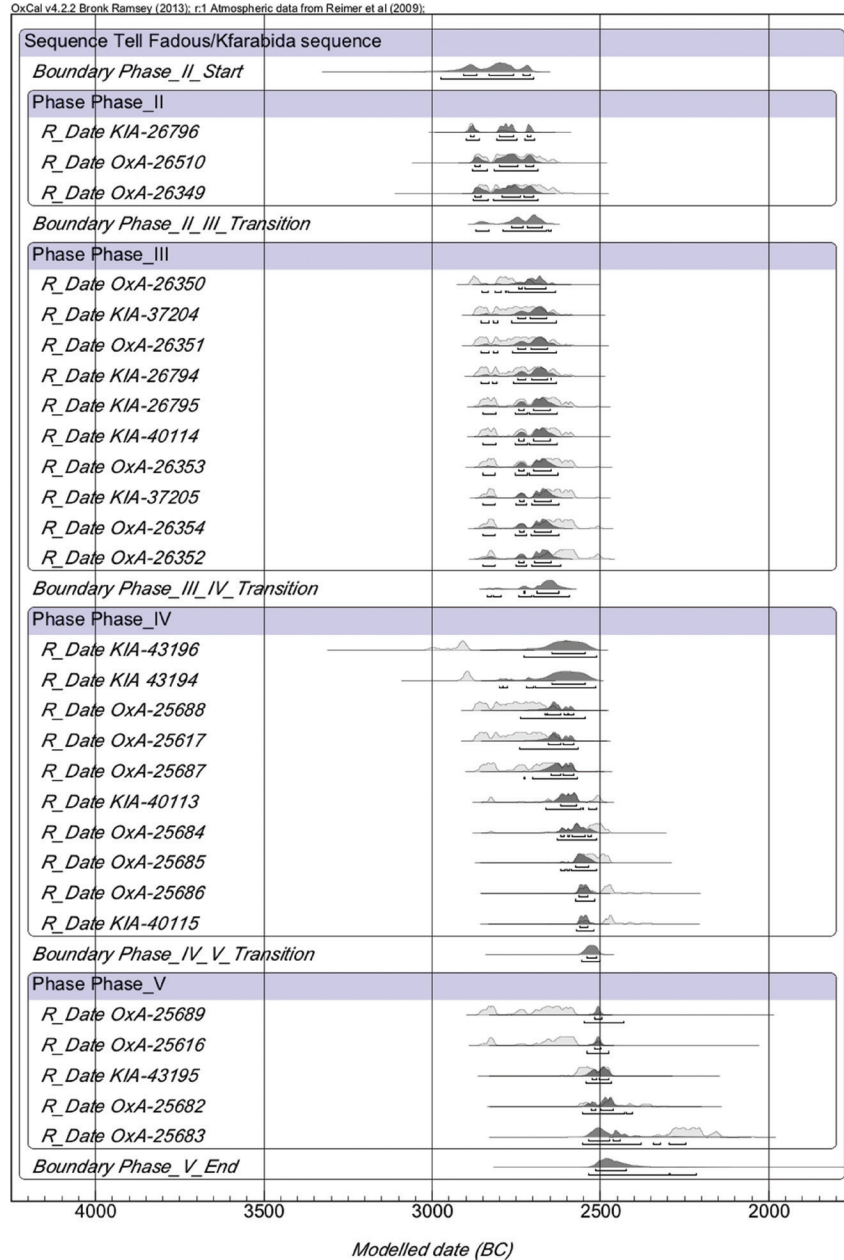 OxCal v4.2.2 Bronk Ramsey (2013); r:1 Atmospheric data from Reimer et al (2009);
Sequence Tell Fadous/Kfarabida sequence
Boundary Phase_II_Start
Phase Phase_II
R_Date KIA-26796
R_Date OxA-26510
R_Date OxA-26349
Boundary Phase_II_III_Transition
Phase Phase_III
R_Date OxA-26350
R_Date KIA-37204
R_Date OxA-26351
R_Date KIA-26794
R_Date KIA-26795
R_Date KIA-40114
R_Date OxA-26353
R_Date KIA-37205
R_Date OxA-26354
R_Date OxA-26352
Boundary Phase_III_IV_Transition
Phase Phase_IV
R_Date KIA-43196
R_Date KIA 43194
R_Date OxA-25688
R_Date OxA-25617
R_Date OxA-25687
R_Date KIA-40113
R_Date OxA-25684
R_Date OxA-25685
R_Date OxA-25686
R_Date KIA-40115
Boundary Phase_IV_V_Transition
Phase Phase_V
R_Date OxA-25689
R_Date OxA-25616
R_Date KIA-43195
R_Date OxA-25682
R_Date OxA-25683
Boundary Phase_V_End
4000 3500 3000 2500 2000
Modelled date (BC)